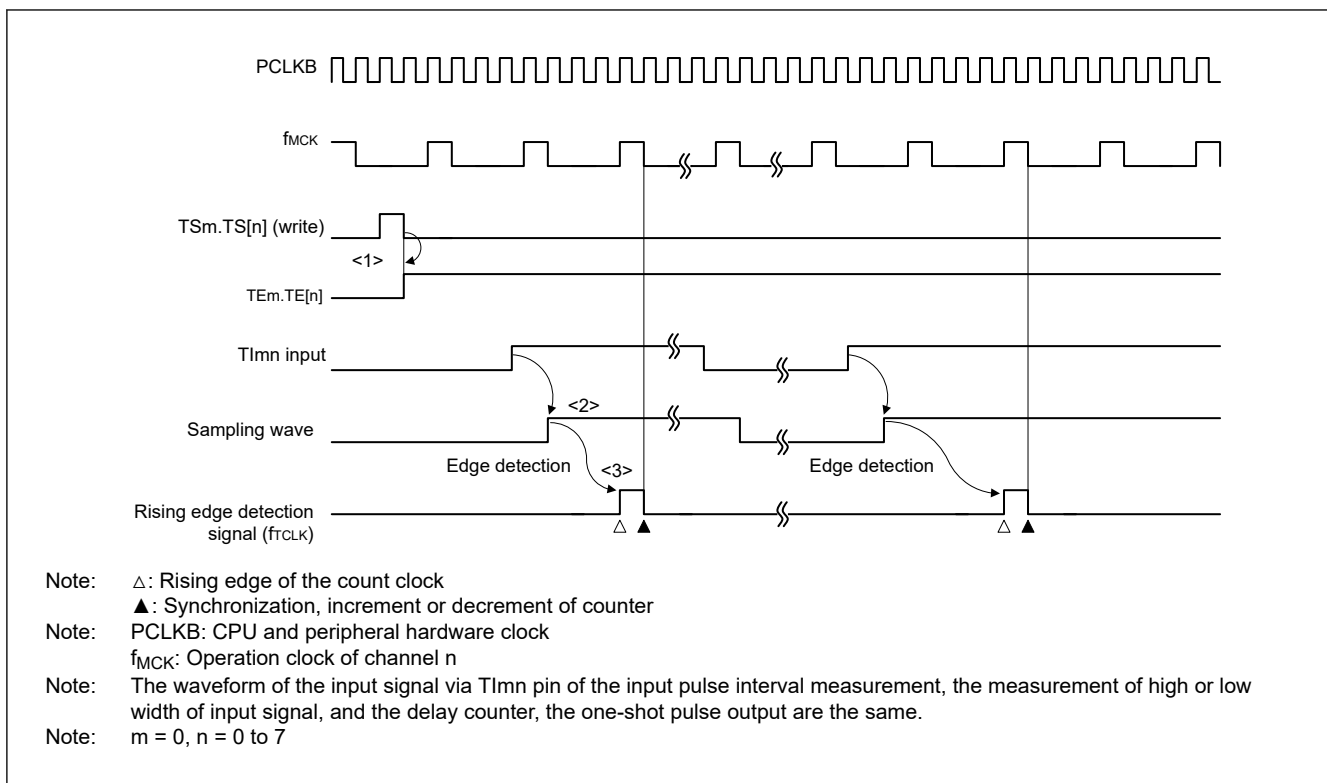 PCLKB
fMCK
TSm.TS[n] (write)
<1>
TEm.TE[n]
TImn input
<2>
Sampling wave
Edge detection
<3>
Edge detection
Rising edge detection
signal (fTCLK)
△ ▲ △ ▲
Note: △: Rising edge of the count clock
▲: Synchronization, increment or decrement of counter
Note: PCLKB: CPU and peripheral hardware clock
fMCK: Operation clock of channel n
Note: The waveform of the input signal via TImn pin of the input pulse interval measurement, the measurement of high or low
width of input signal, and the delay counter, the one-shot pulse output are the same.
Note: m = 0, n = 0 to 7